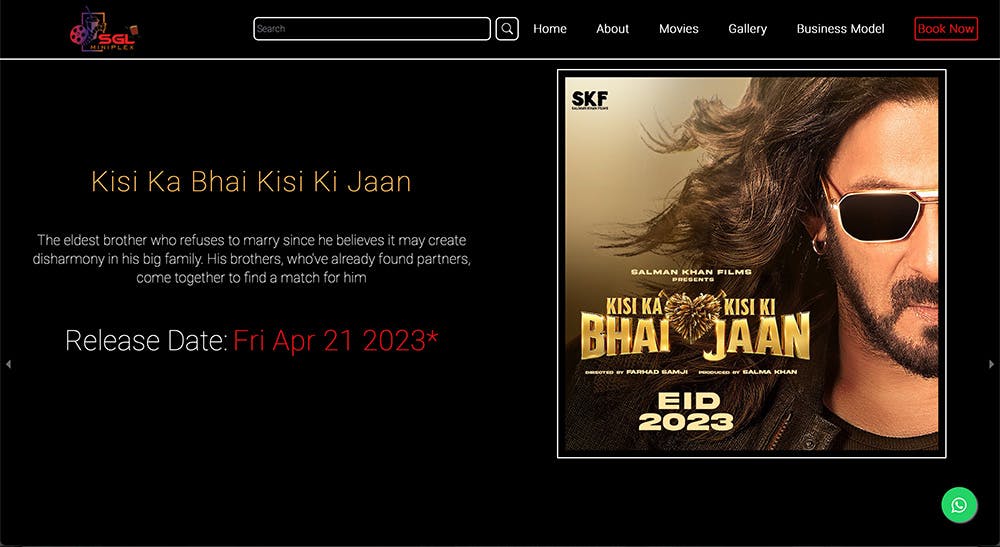 SGL
MINIPLEX
Search
Home
About
Movies
Gallery
Business Model
Book Now
Kisi Ka Bhai Kisi Ki Jaan
The eldest brother who refuses to marry since he believes it may create
disharmony in his big family. His brothers, who've already found partners,
come together to find a match for him
Release Date: Fri Apr 21 2023*
SKF
SALMAN KHAN FILMS
SALMAN KHAN FILMS
PRESENTS
KISI KA KISI KI
BHAI JAAN
DIRECTED BY FARHAD SAMJI PRODUCED BY SALMA KHAN
EID
2023